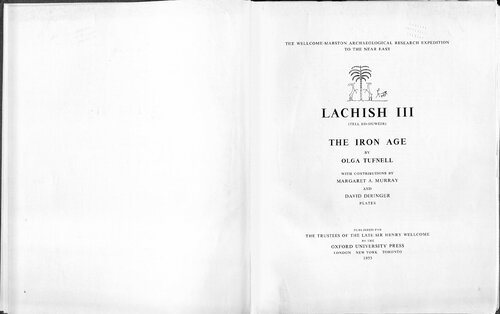 THE WELLCOME-MARSTON ARCHAEOLOGICAL RESEARCH EXPEDITION
TO THE NEAR EAST
LACHISH III
(TELL ED-DUWEIR)
THE IRON AGE
BY
OLGA TUFNELL
WITH CONTRIBUTIONS BY
MARGARET A. MURRAY
AND
DAVID DIRINGER
PLATES
PUBLISHED FOR
THE TRUSTEES OF THE LATE SIR HENRY WELLCOME
BY THE
OXFORD UNIVERSITY PRESS
LONDON NEW YORK TORONTO
1953